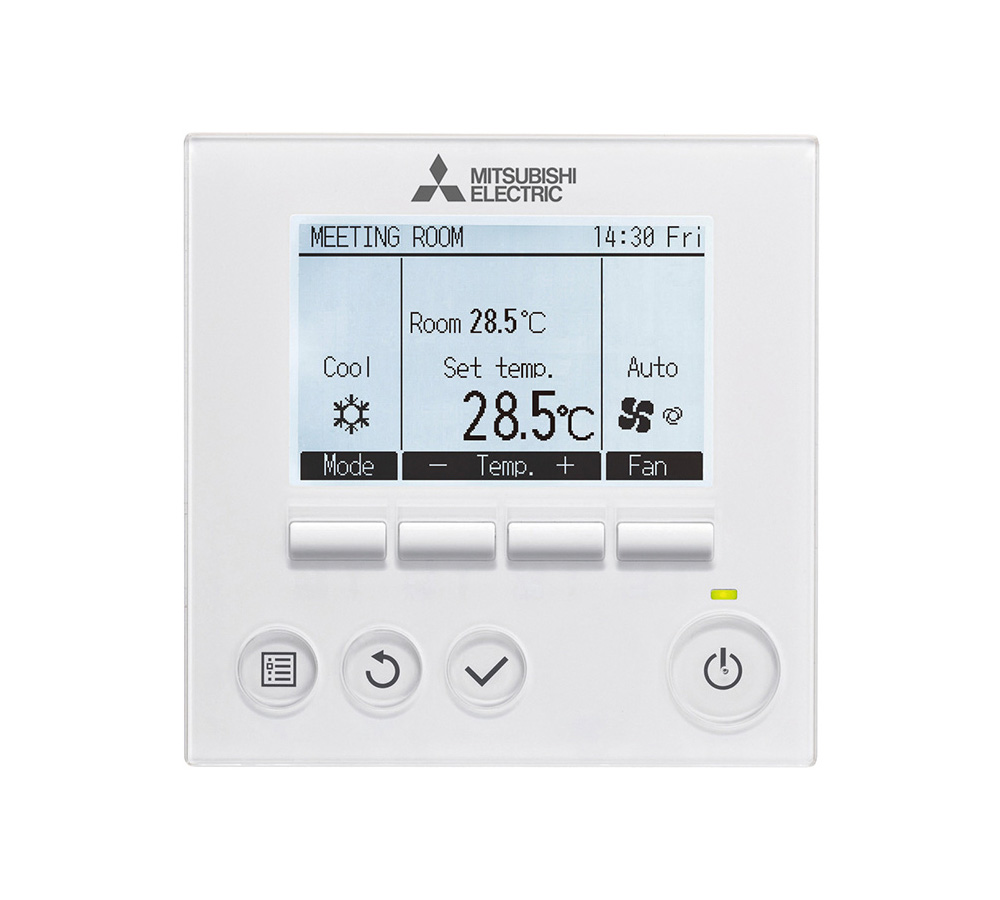 MITSUBISHI
ELECTRIC
MEETING ROOM 14:30 Fri
Room 28.5°C
Cool Set temp. Auto
28.5°C
Mode − Temp. + Fan